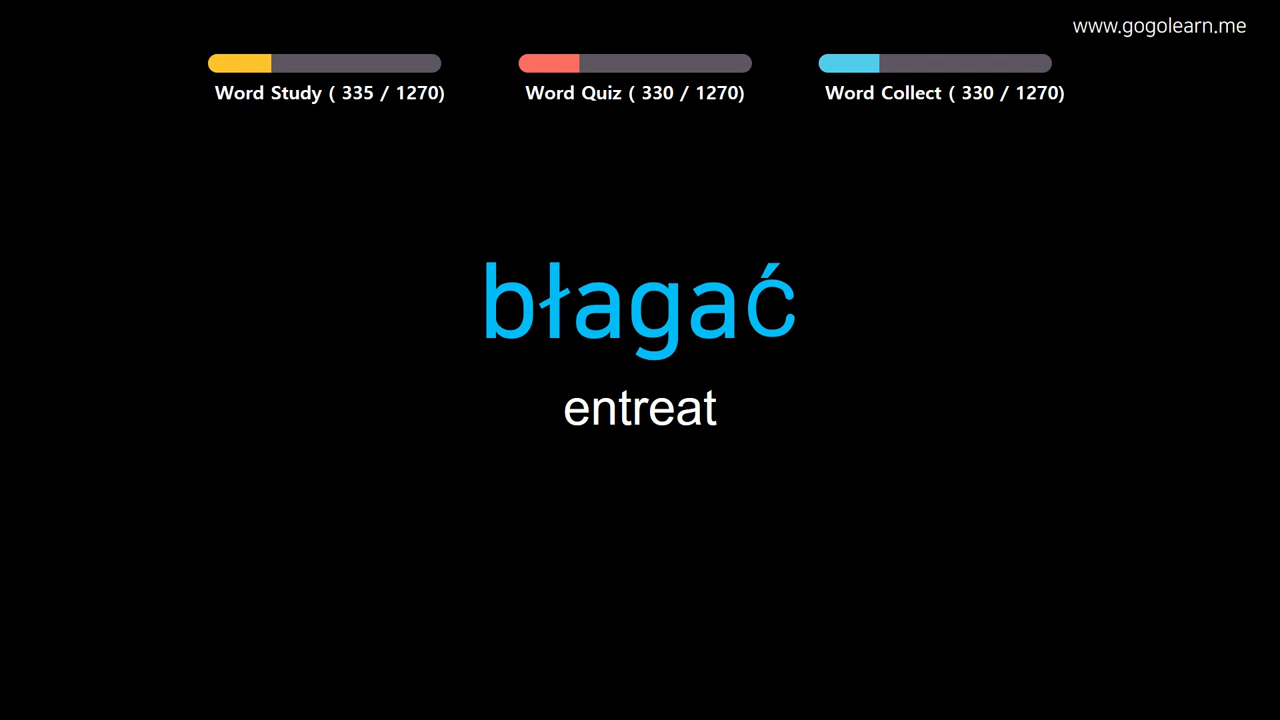 www.gogolearn.me
Word Study ( 335 / 1270)
Word Quiz ( 330 / 1270)
Word Collect ( 330 / 1270)
błagać
entreat